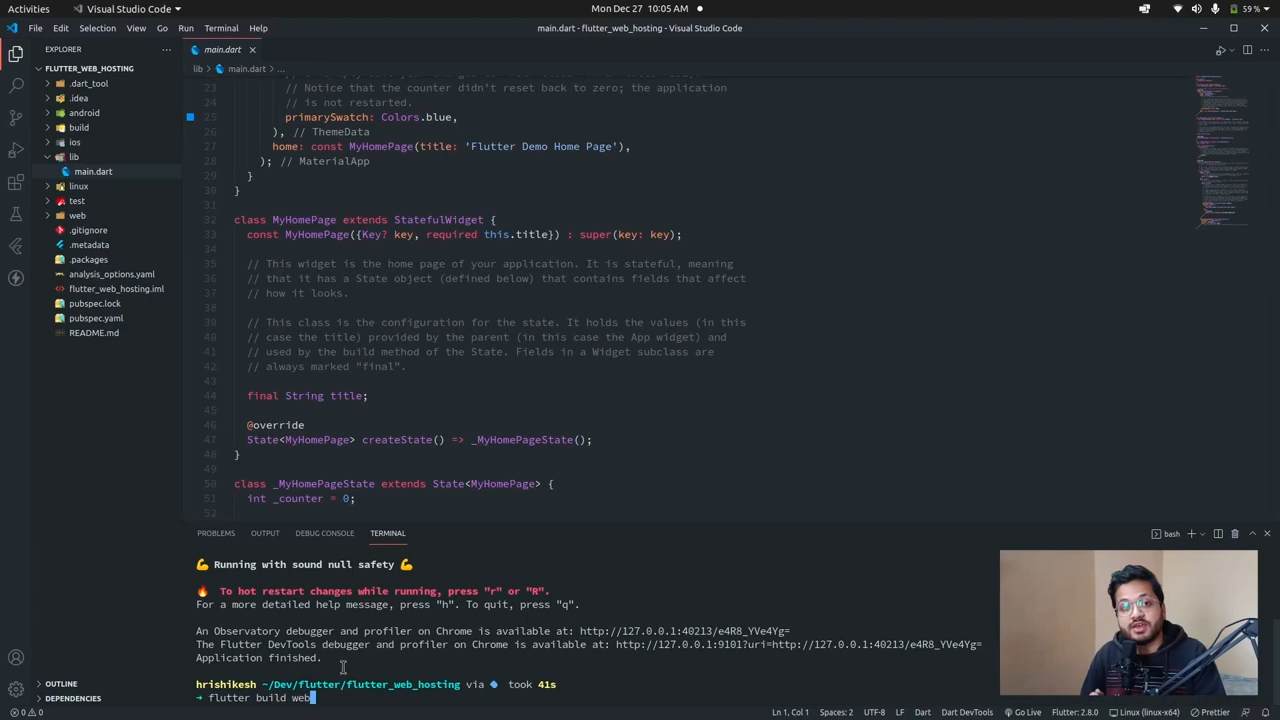 Activities
Visual Studio Code
Mon Dec 27 10:05 AM
59 %
File Edit Selection View Go Run Terminal Help
main.dart - flutter_web_hosting - Visual Studio Code
EXPLORER
main.dart
FLUTTER_WEB_HOSTING
lib > main.dart > ...
.dart_tool
.idea
android
build
ios
lib
main.dart
linux
test
web
.gitignore
.metadata
.packages
analysis_options.yaml
flutter_web_hosting.iml
pubspec.lock
pubspec.yaml
README.md
OUTLINE
DEPENDENCIES
23 // Notice that the counter didn't reset back to zero; the application
24 // is not restarted.
25 primarySwatch: Colors.blue,
26 ), // ThemeData
27 home: const MyHomePage(title: 'Flutter Demo Home Page'),
28 ); // MaterialApp
29 }
30 }
31
32 class MyHomePage extends StatefulWidget {
33 const MyHomePage({Key? key, required this.title}) : super(key: key);
34
35 // This widget is the home page of your application. It is stateful, meaning
36 // that it has a State object (defined below) that contains fields that affect
37 // how it looks.
38
39 // This class is the configuration for the state. It holds the values (in this
40 // case the title) provided by the parent (in this case the App widget) and
41 // used by the build method of the State. Fields in a Widget subclass are
42 // always marked "final".
43
44 final String title;
45
46 @override
47 State<MyHomePage> createState() => _MyHomePageState();
48 }
49
50 class _MyHomePageState extends State<MyHomePage> {
51 int _counter = 0;
52
PROBLEMS OUTPUT DEBUG CONSOLE TERMINAL
bash
💪 Running with sound null safety 💪
🔥 To hot restart changes while running, press "r" or "R".
For a more detailed help message, press "h". To quit, press "q".
An Observatory debugger and profiler on Chrome is available at: http://127.0.0.1:40213/e4R8_YVe4Yg=
The Flutter DevTools debugger and profiler on Chrome is available at: http://127.0.0.1:9101?uri=http://127.0.0.1:40213/e4R8_YVe4Yg=
Application finished.
hrishikesh ~/Dev/flutter/flutter_web_hosting via took 41s
➜ flutter build web
0 0
Ln 1, Col 1 Spaces: 2 UTF-8 LF Dart Dart DevTools Go Live Flutter: 2.8.0 Linux (linux-x64) Prettier